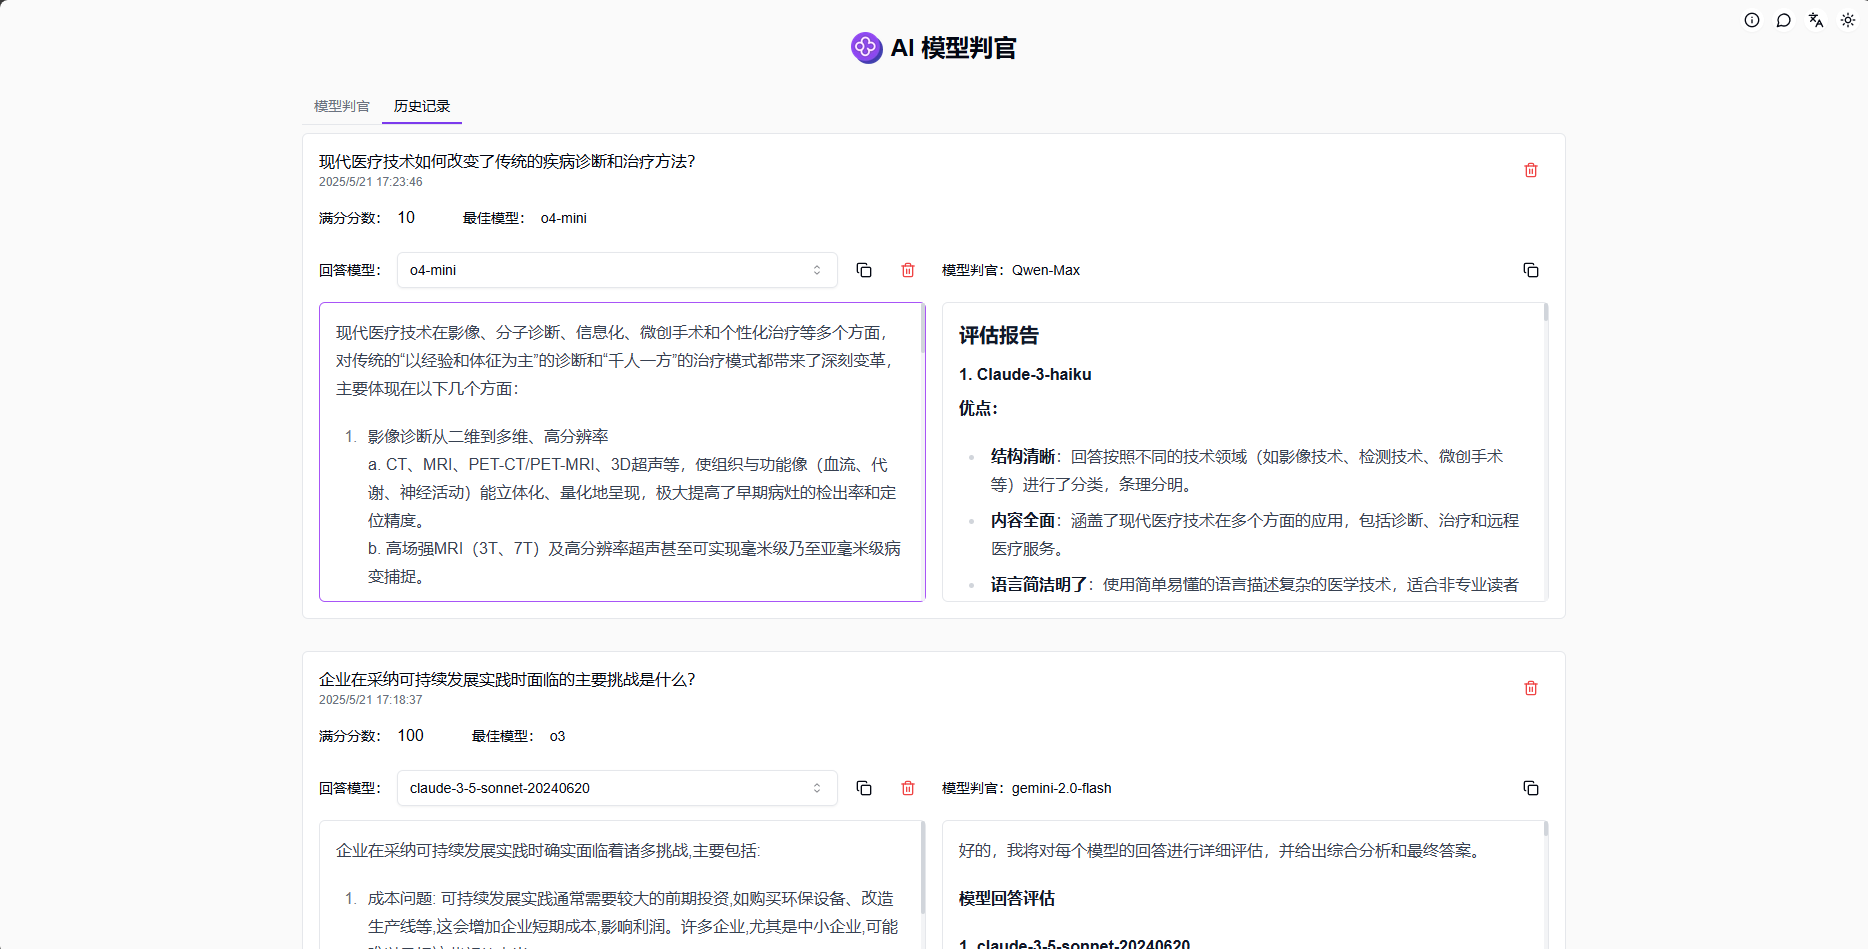 AI 模型判官
模型判官
历史记录
现代医疗技术如何改变了传统的疾病诊断和治疗方法?
2025/5/21 17:23:46
满分分数： 10 最佳模型： o4-mini
回答模型： o4-mini
模型判官：Qwen-Max
现代医疗技术在影像、分子诊断、信息化、微创手术和个性化治疗等多个方面，
对传统的“以经验和体征为主”的诊断和“千人一方”的治疗模式都带来了深刻变革，
主要体现在以下几个方面：
1. 影像诊断从二维到多维、高分辨率
a. CT、MRI、PET-CT/PET-MRI、3D超声等，使组织与功能像（血流、代
谢、神经活动）能立体化、量化地呈现，极大提高了早期病灶的检出率和定
位精度。
b. 高场强MRI（3T、7T）及高分辨率超声甚至可实现毫米级乃至亚毫米级病
变捕捉。
评估报告
1. Claude-3-haiku
优点：
结构清晰：回答按照不同的技术领域（如影像技术、检测技术、微创手术
等）进行了分类，条理分明。
内容全面：涵盖了现代医疗技术在多个方面的应用，包括诊断、治疗和远程
医疗服务。
语言简洁明了：使用简单易懂的语言描述复杂的医学技术，适合非专业读者
企业在采纳可持续发展实践时面临的主要挑战是什么?
2025/5/21 17:18:37
满分分数： 100 最佳模型： o3
回答模型： claude-3-5-sonnet-20240620
模型判官：gemini-2.0-flash
企业在采纳可持续发展实践时确实面临着诸多挑战,主要包括:
1. 成本问题: 可持续发展实践通常需要较大的前期投资,如购买环保设备、改造
生产线等,这会增加企业短期成本,影响利润。许多企业,尤其是中小企业,可能
好的，我将对每个模型的回答进行详细评估，并给出综合分析和最终答案。
模型回答评估
1. claude-3-5-sonnet-20240620